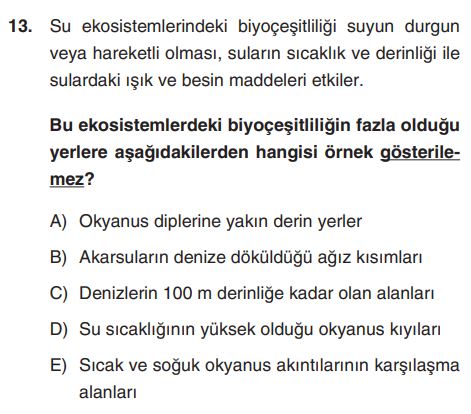 13. Su ekosistemlerindeki biyoçeşitliliği suyun durgun
veya hareketli olması, suların sıcaklık ve derinliği ile
sulardaki ışık ve besin maddeleri etkiler.
Bu ekosistemlerdeki biyoçeşitliliğin fazla olduğu
yerlere aşağıdakilerden hangisi örnek gösterile-
mez?
A) Okyanus diplerine yakın derin yerler
B) Akarsuların denize döküldüğü ağız kısımları
C) Denizlerin 100 m derinliğe kadar olan alanları
D) Su sıcaklığının yüksek olduğu okyanus kıyıları
E) Sıcak ve soğuk okyanus akıntılarının karşılaşma
alanları